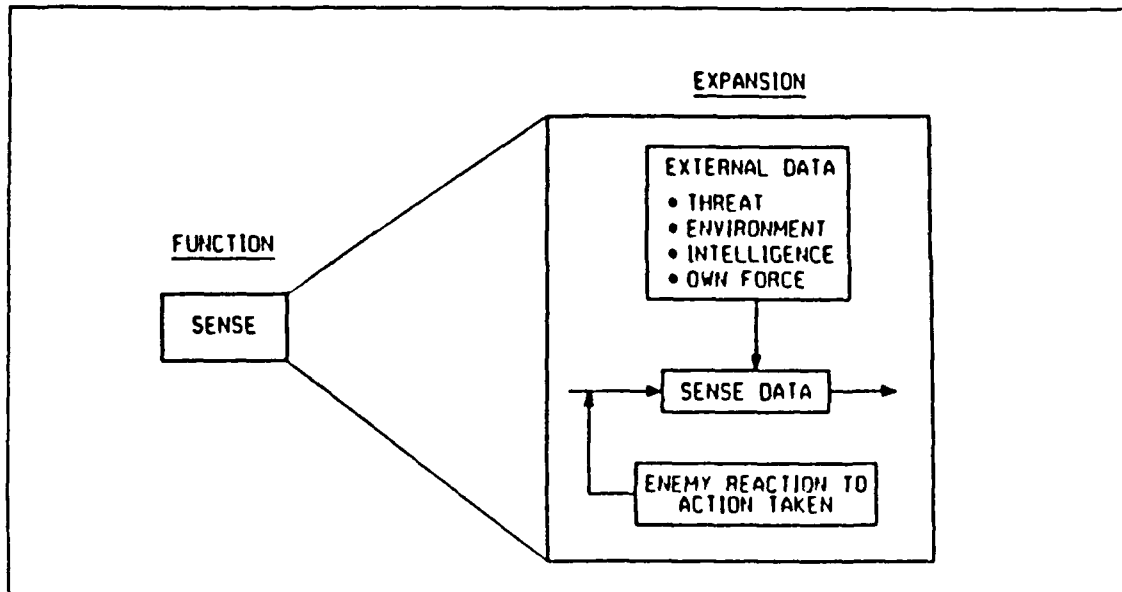 EXPANSION
EXTERNAL DATA
• THREAT
• ENVIRONMENT
• INTELLIGENCE
• OWN FORCE
FUNCTION
SENSE
SENSE DATA
ENEMY REACTION TO
ACTION TAKEN